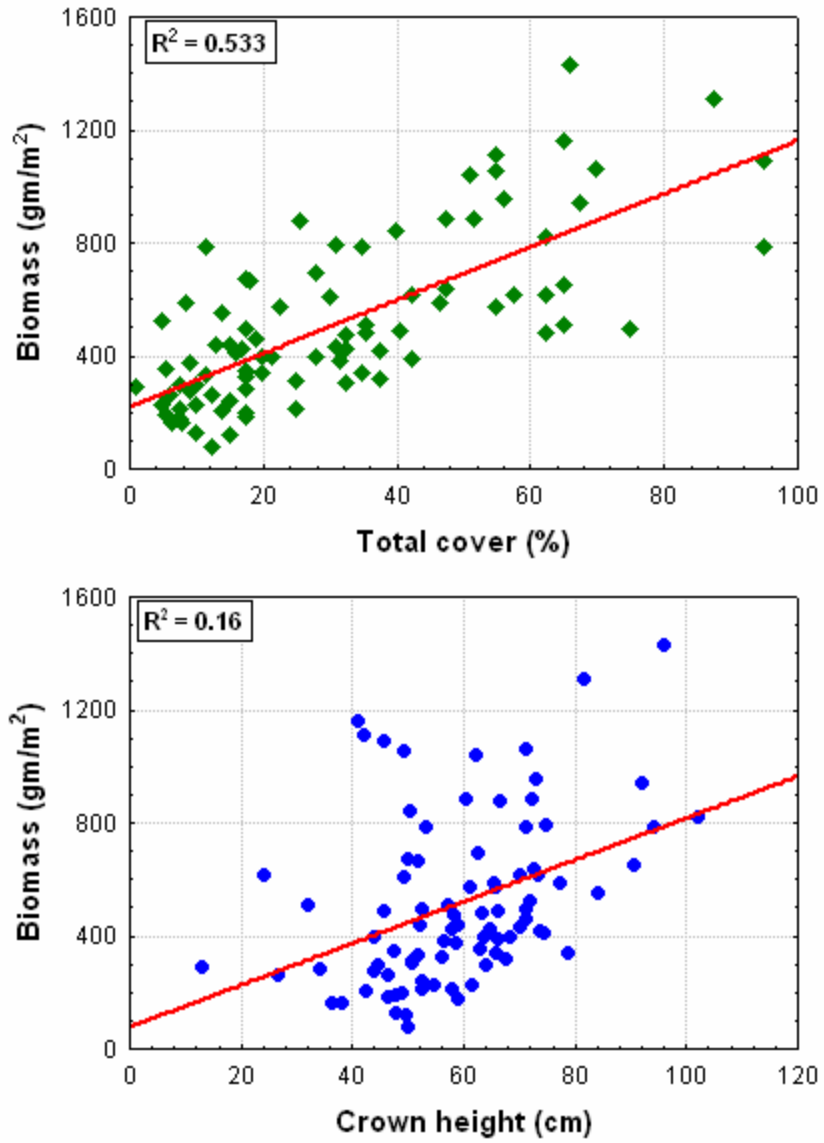 R² = 0.533
1600
1200
800
400
0
Biomass (gm/m²)
0 20 40 60 80 100
Total cover (%)
R² = 0.16
1600
1200
800
400
0
Biomass (gm/m²)
0 20 40 60 80 100 120
Crown height (cm)